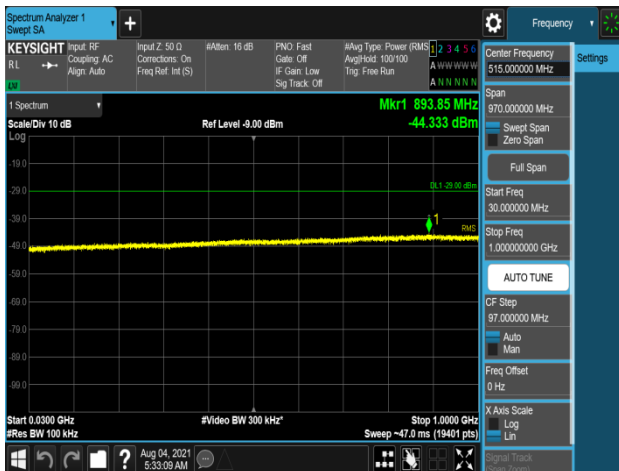 Spectrum Analyzer 1
Swept SA
+
Frequency
KEYSIGHT
RL
Input: RF
Coupling: AC
Align: Auto
Input Z: 50 Ω
Corrections: On
Freq Ref: Int (S)
#Atten: 16 dB
PNO: Fast
Gate: Off
IF Gain: Low
Sig Track: Off
#Avg Type: Power (RMS
Avg|Hold: 100/100
Trig: Free Run
1 2 3 4 5 6
A W W W W W
A N N N N N
1 Spectrum
Scale/Div 10 dB
Ref Level -9.00 dBm
Mkr1 893.85 MHz
-44.333 dBm
Log
-19.0
-29.0
DL1 -29.00 dBm
-39.0
1
RMS
-49.0
-59.0
-69.0
-79.0
-89.0
-99.0
Start 0.0300 GHz
#Video BW 300 kHz*
Stop 1.0000 GHz
#Res BW 100 kHz
Sweep ~47.0 ms (19401 pts)
?
Aug 04, 2021
5:33:09 AM
Center Frequency
515.000000 MHz
Settings
Span
970.000000 MHz
Swept Span
Zero Span
Full Span
Start Freq
30.000000 MHz
Stop Freq
1.000000000 GHz
AUTO TUNE
CF Step
97.000000 MHz
Auto
Man
Freq Offset
0 Hz
X Axis Scale
Log
Lin
Signal Track
(Span Zoom)